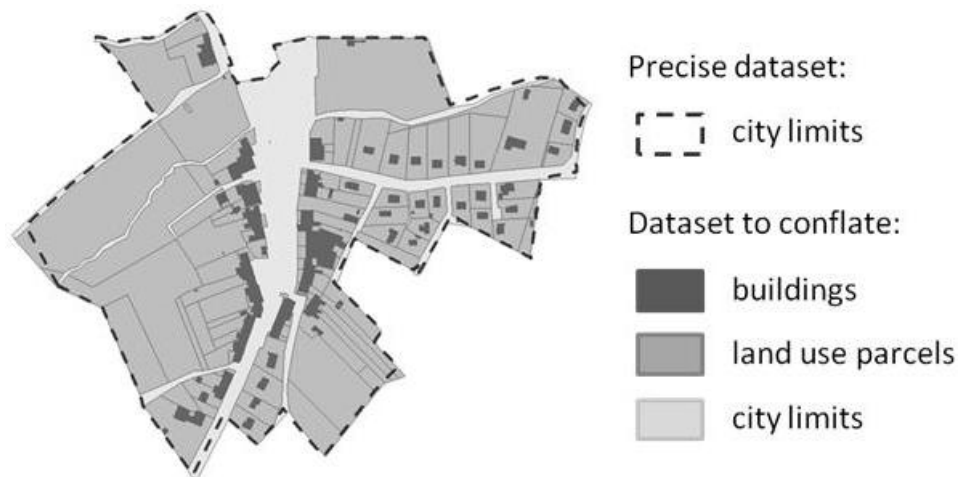 Precise dataset:
city limits
Dataset to conflate:
buildings
land use parcels
city limits